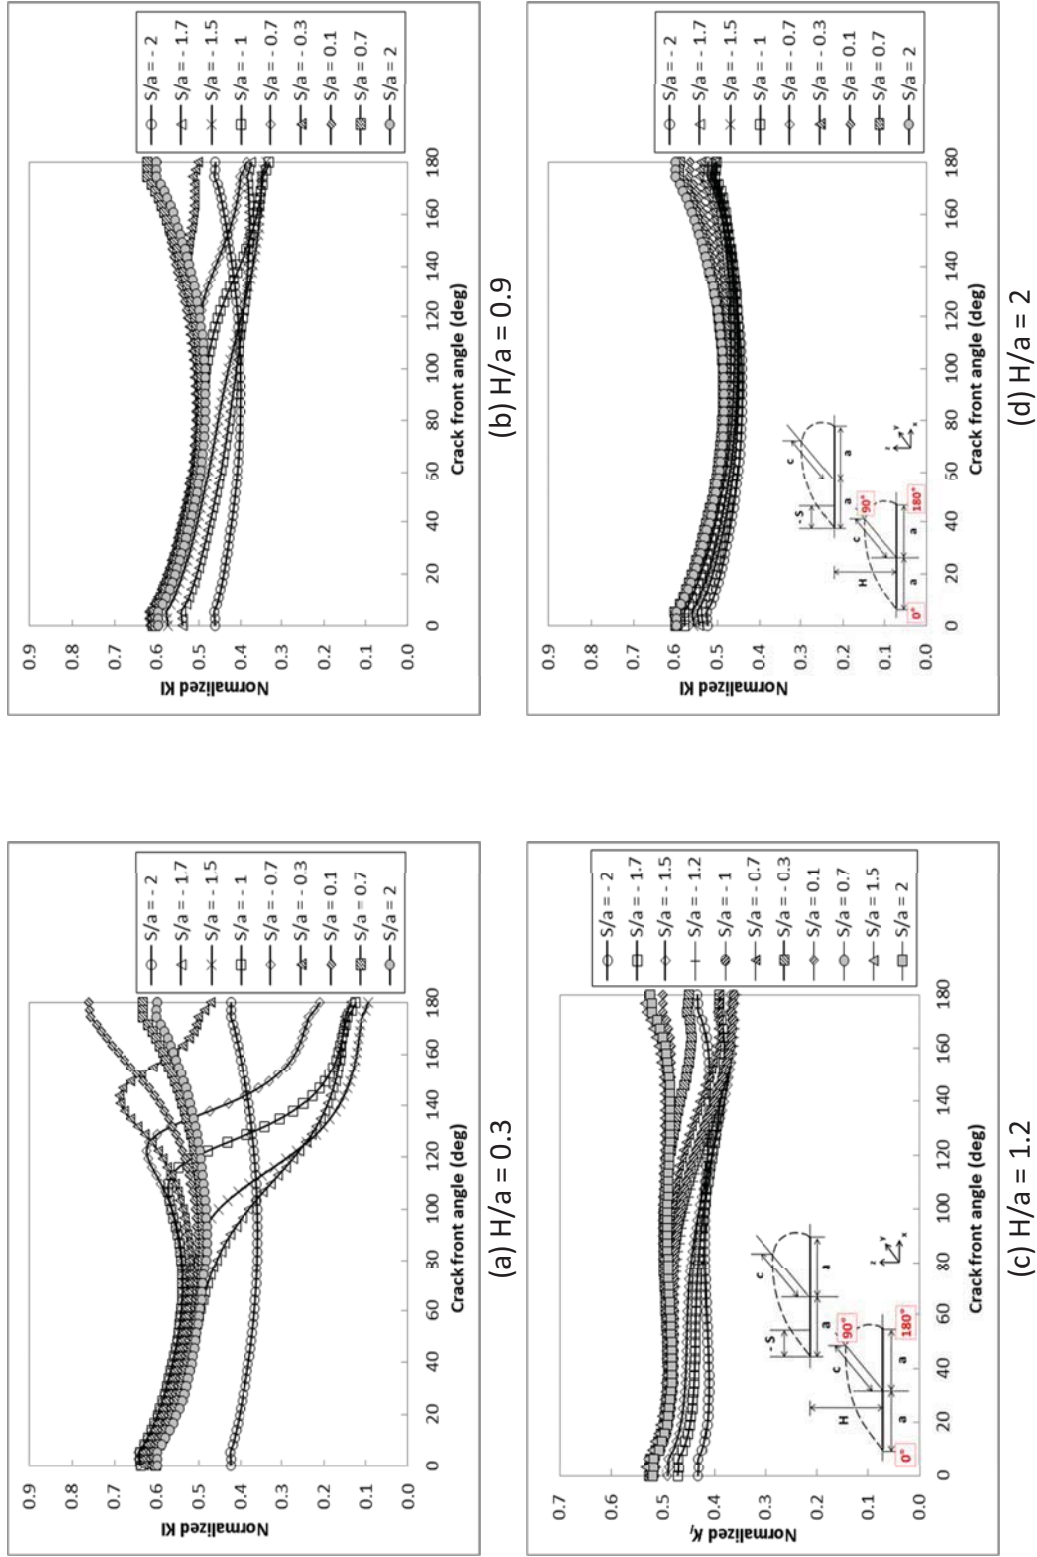 0.9
0.8
0.7
0.6
0.5
0.4
0.3
0.2
0.1
0.0
Normalized KI
0 20 40 60 80 100 120 140 160 180
Crack front angle (deg)
S/a = - 2
S/a = - 1.7
S/a = - 1.5
S/a = - 1
S/a = - 0.7
S/a = - 0.3
S/a = 0.1
S/a = 0.7
S/a = 2
(a) H/a = 0.3
0.9
0.8
0.7
0.6
0.5
0.4
0.3
0.2
0.1
0.0
Normalized KI
0 20 40 50 80 100 120 140 160 180
Crack front angle (deg)
S/a = - 2
S/a = - 1.7
S/a = - 1.5
S/a = - 1
S/a = - 0.7
S/a = - 0.3
S/a = 0.1
S/a = 0.7
S/a = 2
(b) H/a = 0.9
0.7
0.6
0.5
0.4
0.3
0.2
0.1
0.0
Normalized KI
0 20 40 60 80 100 120 140 160 180
Crack front angle (deg)
S/a = - 2
S/a = - 1.7
S/a = - 1.5
S/a = - 1.2
S/a = - 1
S/a = - 0.7
S/a = - 0.3
S/a = 0.1
S/a = 0.7
S/a = 1.5
S/a = 2
- S
c
a
H
c
90°
0°
a
a
180°
z
y
x
(c) H/a = 1.2
0.9
0.8
0.7
0.6
0.5
0.4
0.3
0.2
0.1
0.0
Normalized KI
0 20 40 50 80 100 120 140 160 180
Crack front angle (deg)
S/a = - 2
S/a = - 1.7
S/a = - 1.5
S/a = - 1
S/a = - 0.7
S/a = - 0.3
S/a = 0.1
S/a = 0.7
S/a = 2
- S
c
a
a
H
c
90°
0°
a
a
180°
z
y
x
(d) H/a = 2